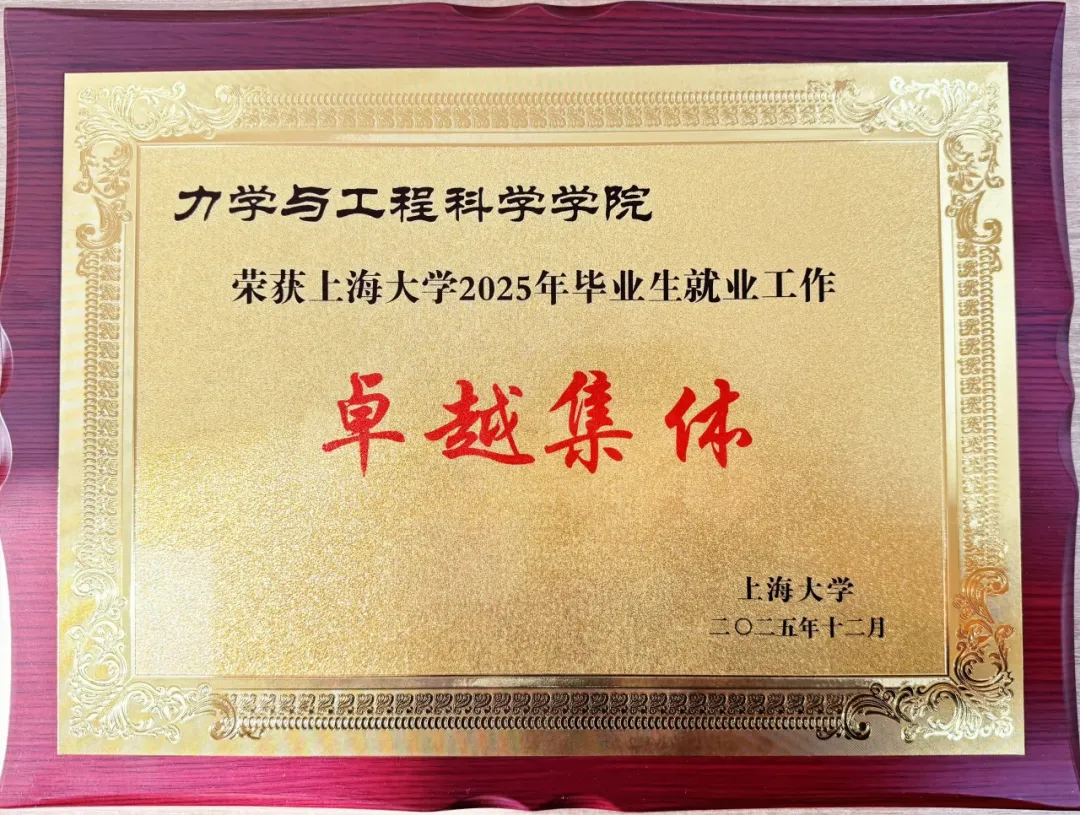 力学与工程科学学院
荣获上海大学2025年毕业生就业工作
卓越集体
上海大学
二〇二五年十二月